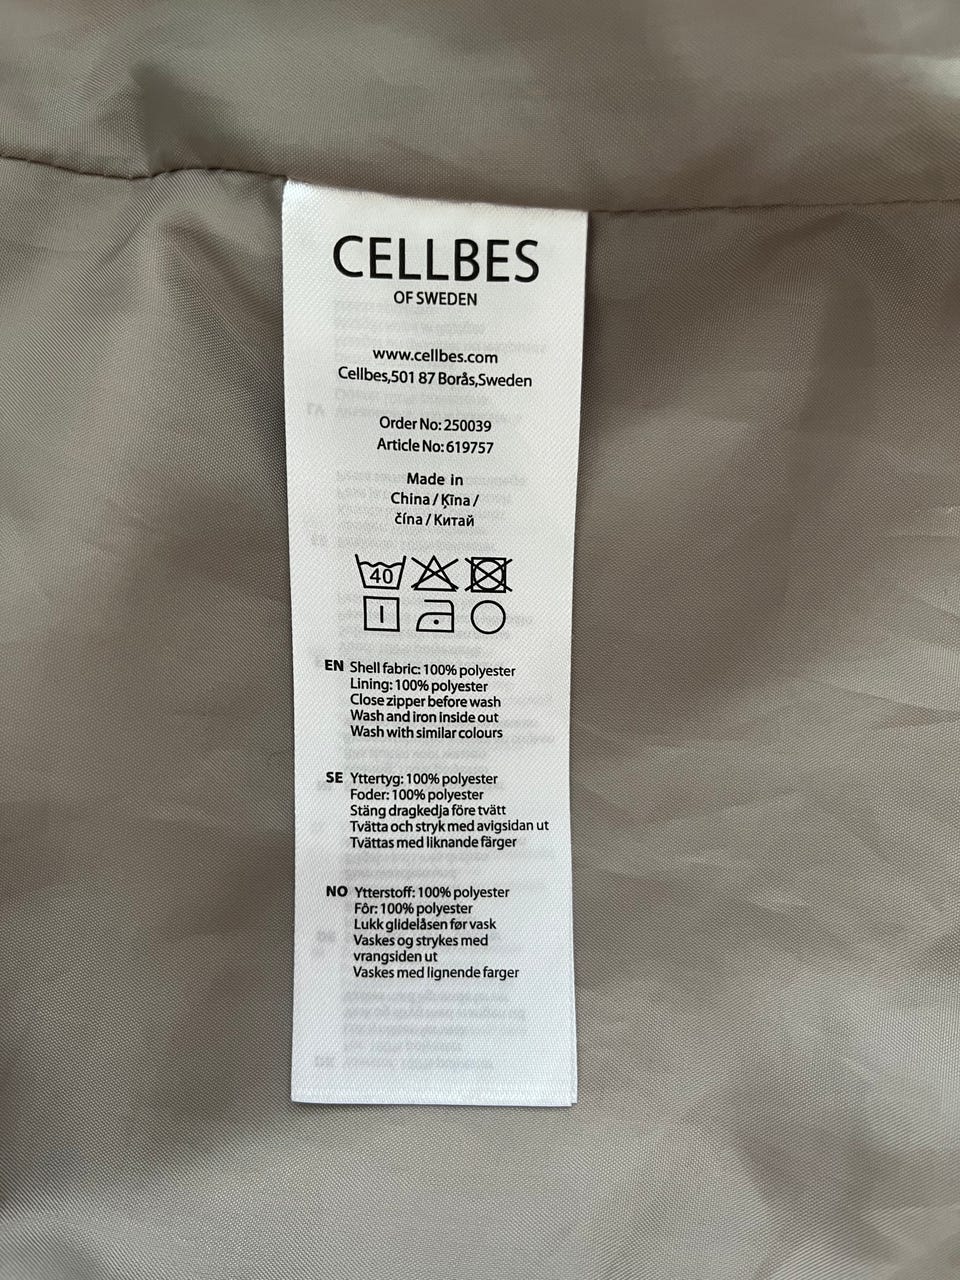 CELLBES
OF SWEDEN
www.cellbes.com
Cellbes,501 87 Borås,Sweden
Order No: 250039
Article No: 619757
Made in
China / Ķīna /
čína / Китай
40
EN Shell fabric: 100% polyester
Lining: 100% polyester
Close zipper before wash
Wash and iron inside out
Wash with similar colours
SE Yttertyg: 100% polyester
Foder: 100% polyester
Stäng dragkedja före tvätt
Tvätta och stryk med avigsidan ut
Tvättas med liknande färger
NO Ytterstoff: 100% polyester
Fôr: 100% polyester
Lukk glidelåsen før vask
Vaskes og strykes med
vrangsiden ut
Vaskes med lignende farger